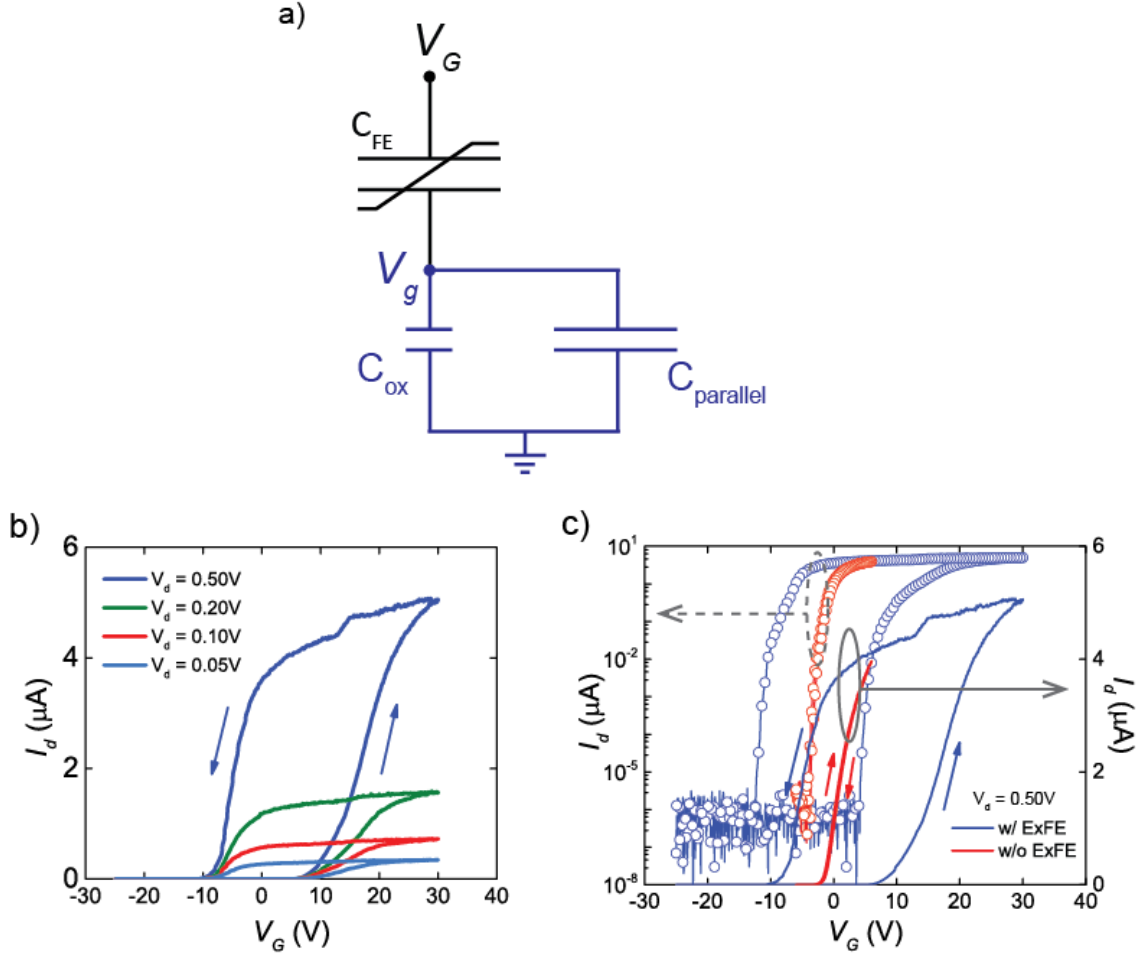 a)
V_G
C_FE
V_g
C_ox
C_parallel
b)
6
4
2
0
I_d (μA)
V_d = 0.50V
V_d = 0.20V
V_d = 0.10V
V_d = 0.05V
-30 -20 -10 0 10 20 30 40
V_G (V)
c)
10^1
10^-2
10^-5
10^-8
I_d (μA)
6
4
2
0
I_d (μA)
V_d = 0.50V
w/ ExFE
w/o ExFE
-30 -20 -10 0 10 20 30 40
V_G (V)